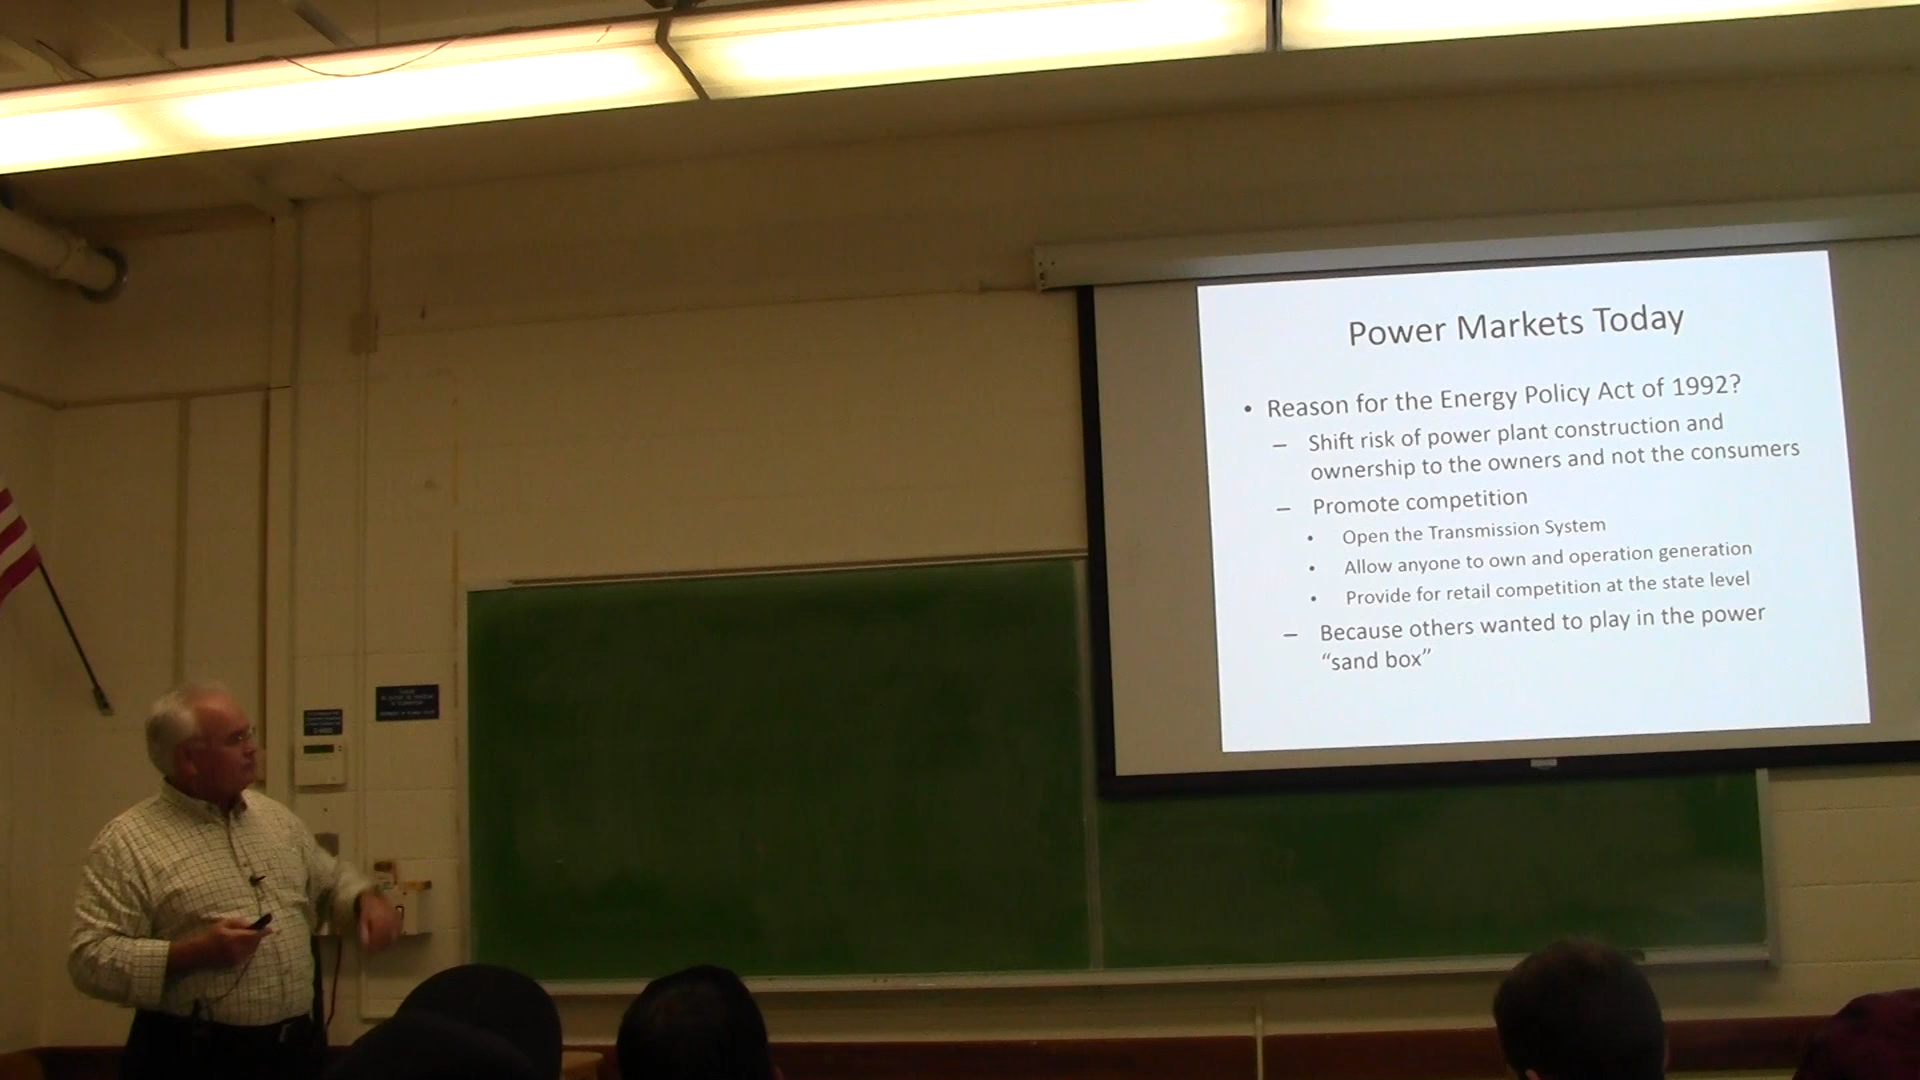 Power Markets Today
• Reason for the Energy Policy Act of 1992?
– Shift risk of power plant construction and
ownership to the owners and not the consumers
– Promote competition
• Open the Transmission System
• Allow anyone to own and operation generation
• Provide for retail competition at the state level
– Because others wanted to play in the power
“sand box”